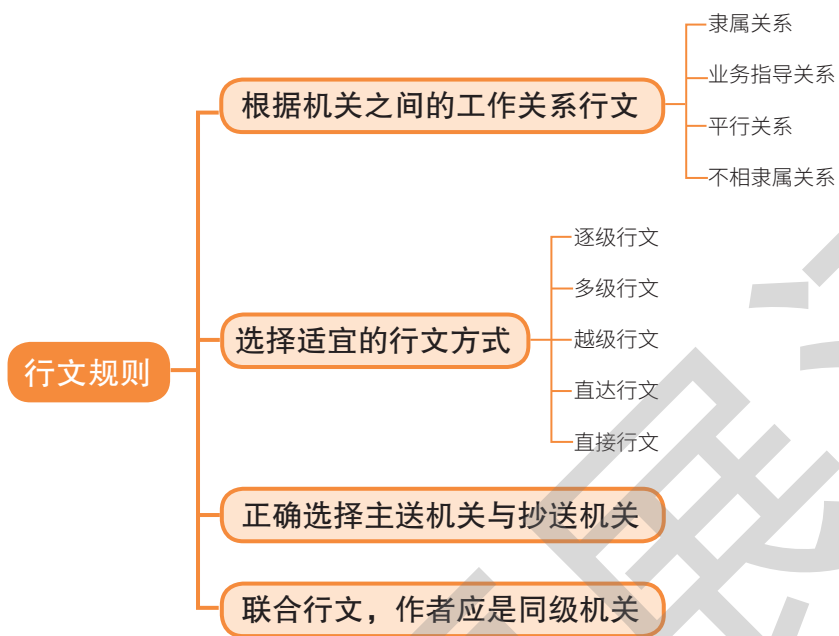 行文规则
根据机关之间的工作关系行文
隶属关系
业务指导关系
平行关系
不相隶属关系
选择适宜的行文方式
逐级行文
多级行文
越级行文
直达行文
直接行文
正确选择主送机关与抄送机关
联合行文，作者应是同级机关